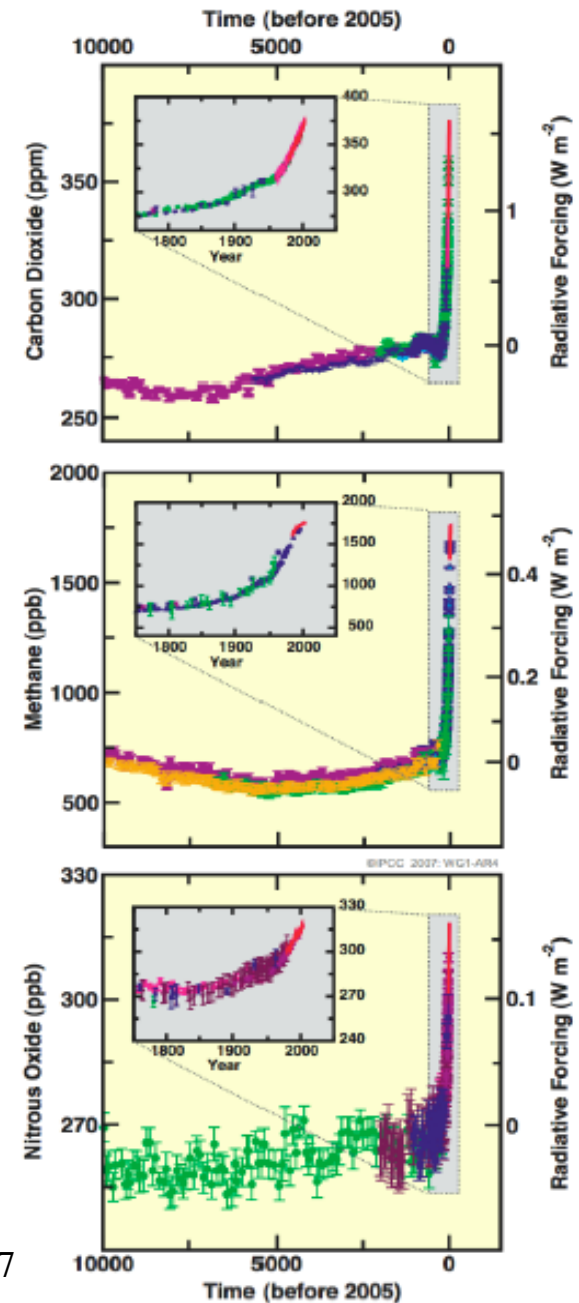 Time (before 2005)
10000 5000 0
Carbon Dioxide (ppm)
350
300
250
400
350
300
1800 1900 2000
Year
1
0
Radiative Forcing (W m-2)
Methane (ppb)
2000
1500
1000
500
2000
1500
1000
500
1800 1900 2000
Year
0.4
0.2
0
Radiative Forcing (W m-2)
©IPCC 2007: WG1-AR4
Nitrous Oxide (ppb)
330
300
270
330
300
270
240
1800 1900 2000
Year
0.1
0
Radiative Forcing (W m-2)
7
10000 5000 0
Time (before 2005)